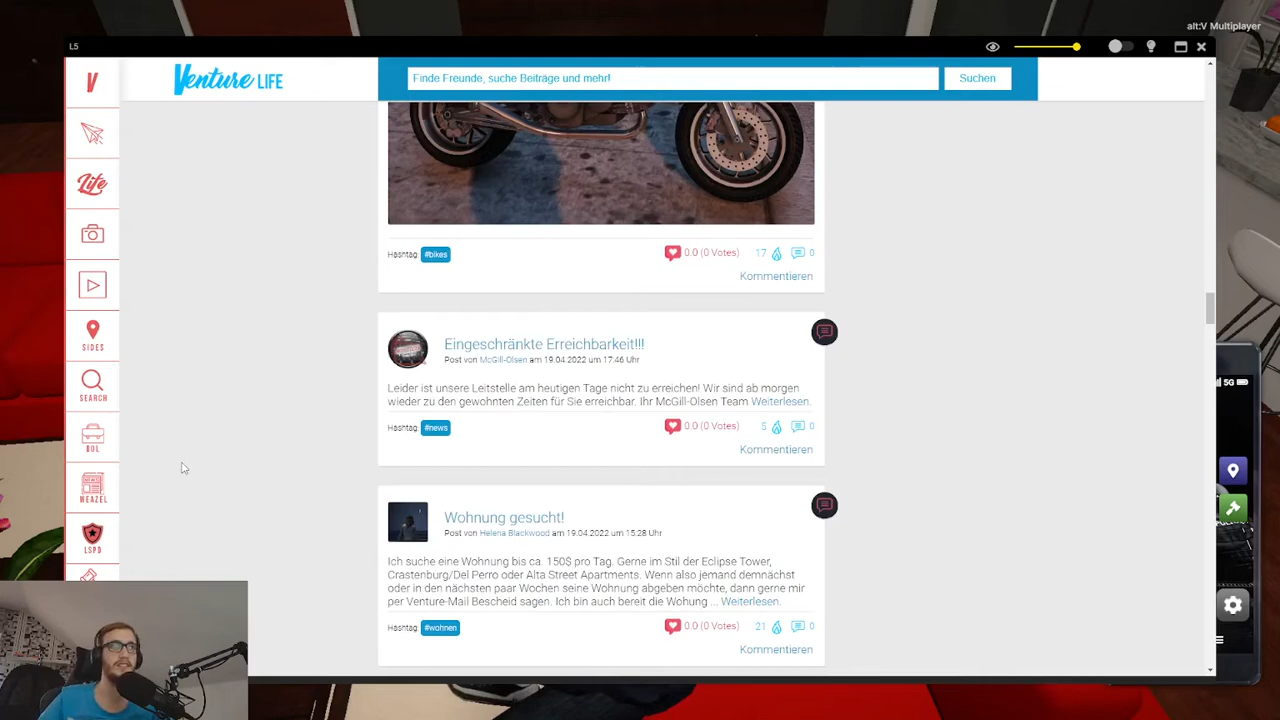 alt:V Multiplayer
L5
V
Venture LIFE
Finde Freunde, suche Beiträge und mehr!
Suchen
Life
SIDES
SEARCH
BOL
NEWS
WEAZEL
LSPD
Hashtag: #bikes
0.0 (0 Votes) 17 0
Kommentieren
Eingeschränkte Erreichbarkeit!!!
Post von McGill-Olsen am 19.04.2022 um 17:46 Uhr
Leider ist unsere Leitstelle am heutigen Tage nicht zu erreichen! Wir sind ab morgen
wieder zu den gewohnten Zeiten für Sie erreichbar. Ihr McGill-Olsen Team Weiterlesen.
Hashtag: #news
0.0 (0 Votes) 5 0
Kommentieren
Wohnung gesucht!
Post von Helena Blackwood am 19.04.2022 um 15:28 Uhr
Ich suche eine Wohnung bis ca. 150$ pro Tag. Gerne im Stil der Eclipse Tower,
Crastenburg/Del Perro oder Alta Street Apartments. Wenn also jemand demnächst
oder in den nächsten paar Wochen seine Wohnung abgeben möchte, dann gerne mir
per Venture-Mail Bescheid sagen. Ich bin auch bereit die Wohung ... Weiterlesen.
Hashtag: #wohnen
0.0 (0 Votes) 21 0
Kommentieren
5G